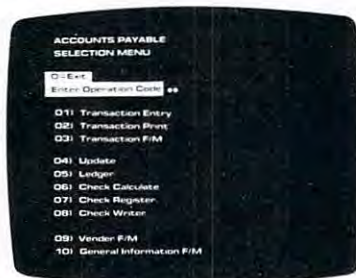 ACCOUNTS PAYABLE
SELECTION MENU
0=Exit
Enter Operation Code
01) Transaction Entry
02) Transaction Print
03) Transaction F/M
04) Update
05) Ledger
06) Check Calculate
07) Check Register
08) Check Writer
09) Vender F/M
10) General Information F/M